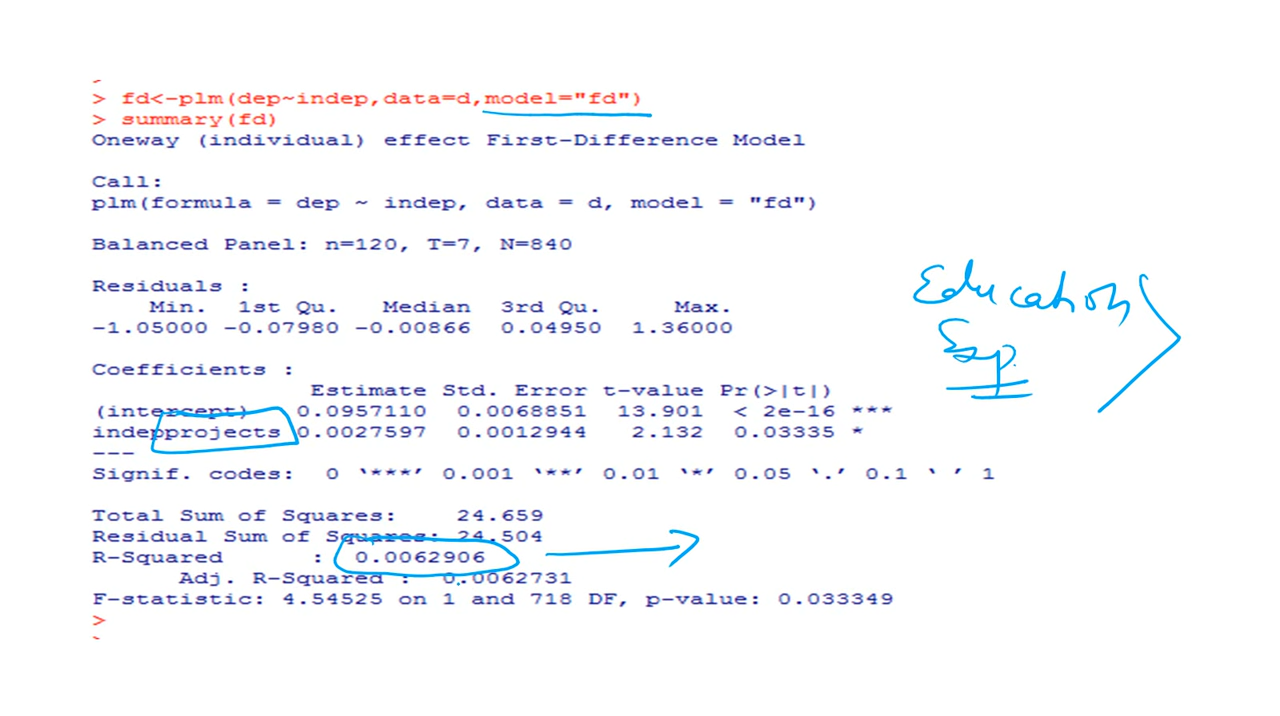 > fd<-plm(dep~indep,data=d,model="fd")
> summary(fd)
Oneway (individual) effect First-Difference Model
Call:
plm(formula = dep ~ indep, data = d, model = "fd")
Balanced Panel: n=120, T=7, N=840
Residuals :
Min. 1st Qu. Median 3rd Qu. Max.
-1.05000 -0.07980 -0.00866 0.04950 1.36000
Coefficients :
Estimate Std. Error t-value Pr(>|t|)
(intercept) 0.0957110 0.0068851 13.901 < 2e-16 ***
indepprojects 0.0027597 0.0012944 2.132 0.03335 *
---
Signif. codes: 0 ‘***’ 0.001 ‘**’ 0.01 ‘*’ 0.05 ‘.’ 0.1 ‘ ’ 1
Total Sum of Squares: 24.659
Residual Sum of Squares: 24.504
R-Squared : 0.0062906
Adj. R-Squared : 0.0062731
F-statistic: 4.54525 on 1 and 718 DF, p-value: 0.033349
>
Education
Exp.